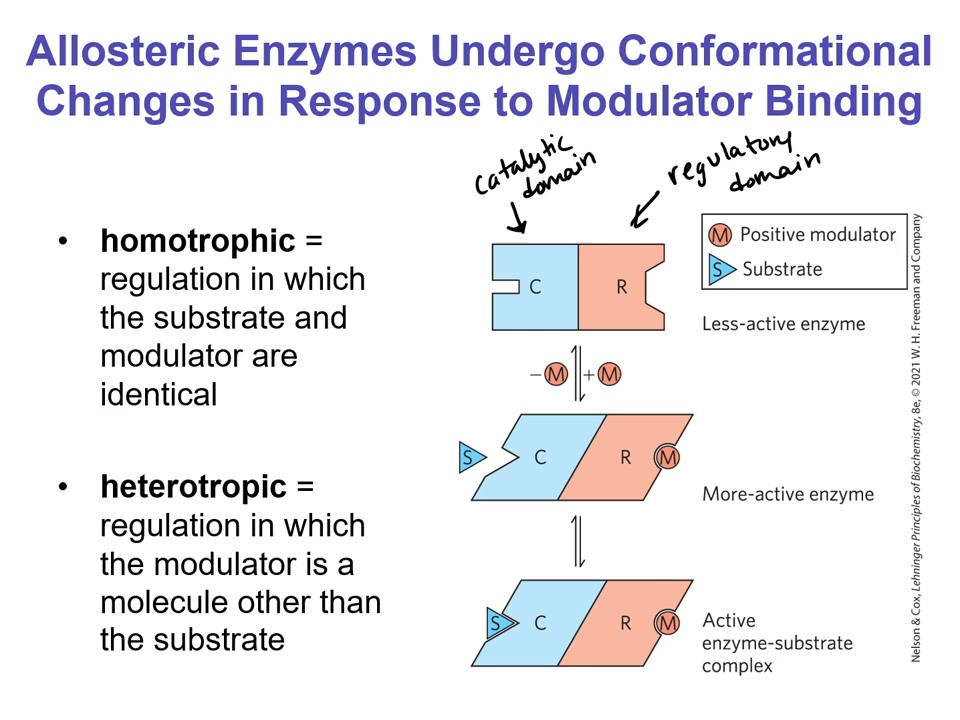 Allosteric Enzymes Undergo Conformational
Changes in Response to Modulator Binding
catalytic
domain
regulatory
domain
• homotrophic =
regulation in which
the substrate and
modulator are
identical
• heterotropic =
regulation in which
the modulator is a
molecule other than
the substrate
C R
M Positive modulator
S Substrate
Less-active enzyme
−M +M
S C R M
More-active enzyme
S C R M
Active
enzyme-substrate
complex
Nelson & Cox, Lehninger Principles of Biochemistry, 8e, © 2021 W. H. Freeman and Company